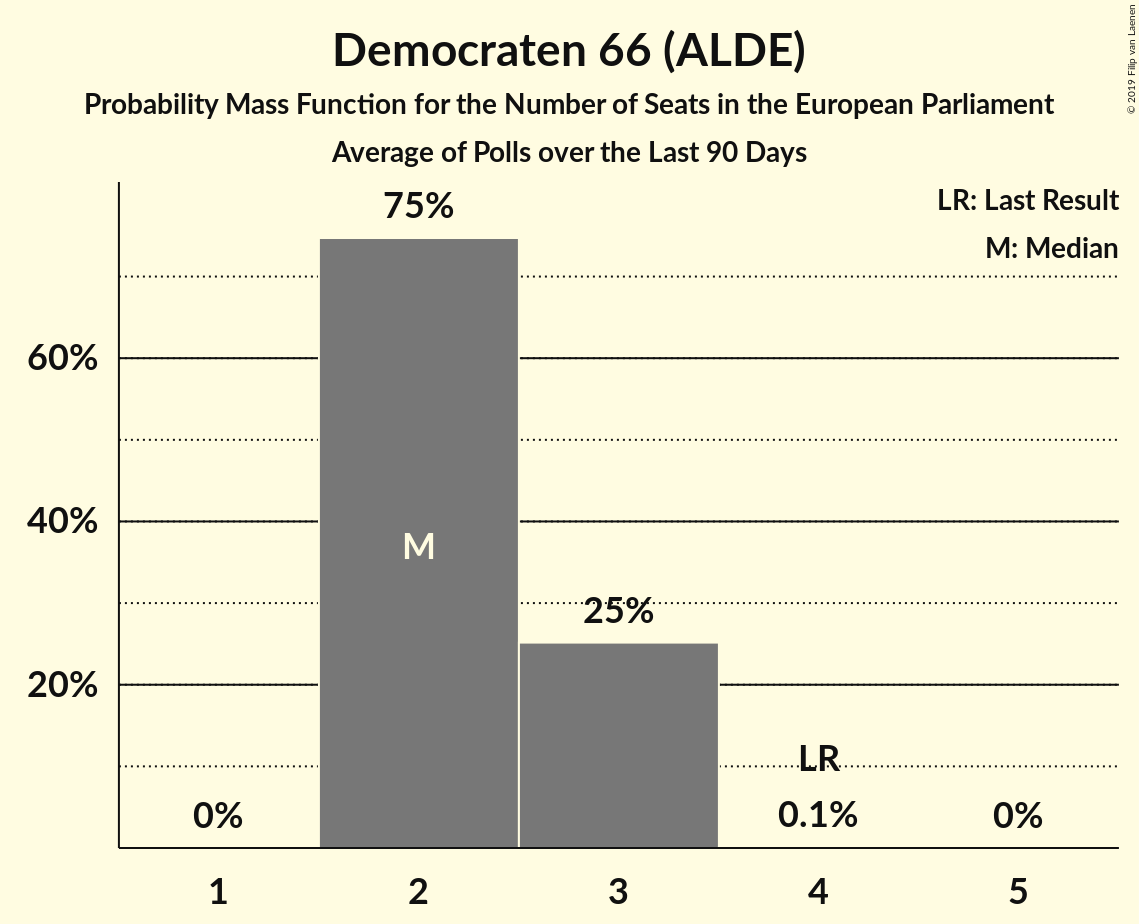 Democraten 66 (ALDE)
Probability Mass Function for the Number of Seats in the European Parliament
Average of Polls over the Last 90 Days
© 2019 Filip van Laenen
LR: Last Result
M: Median
75%
60%
40%
M
25%
20%
LR
0%
0.1%
0%
1 2 3 4 5